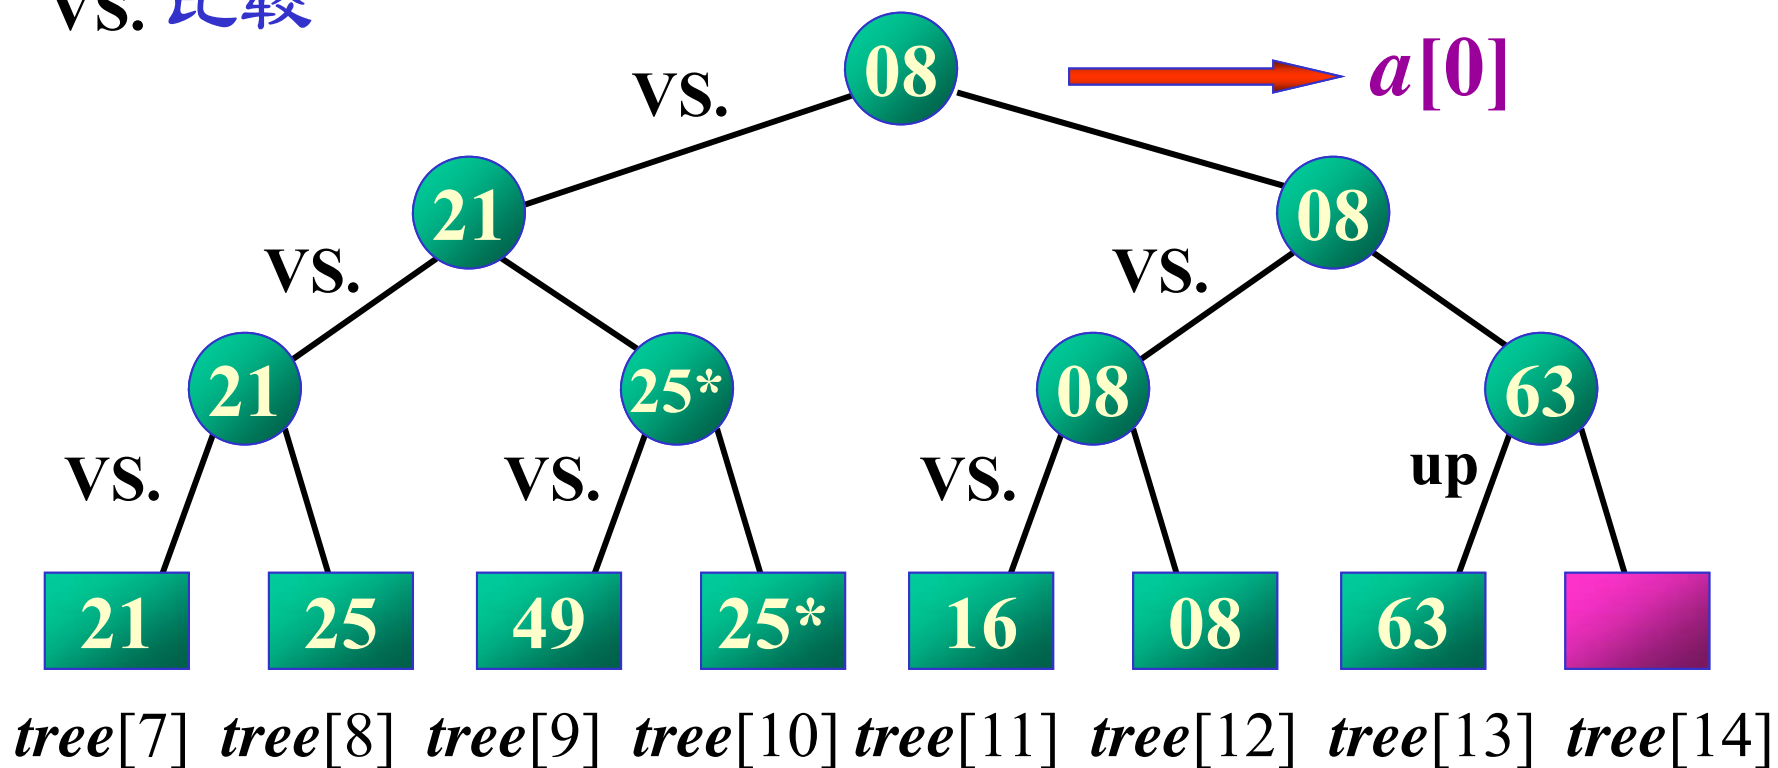 vs. 比較
08
a[0]
vs.
21
08
vs.
vs.
21
25*
08
63
vs.
vs.
vs.
up
21 25 49 25* 16 08 63
tree[7] tree[8] tree[9] tree[10] tree[11] tree[12] tree[13] tree[14]